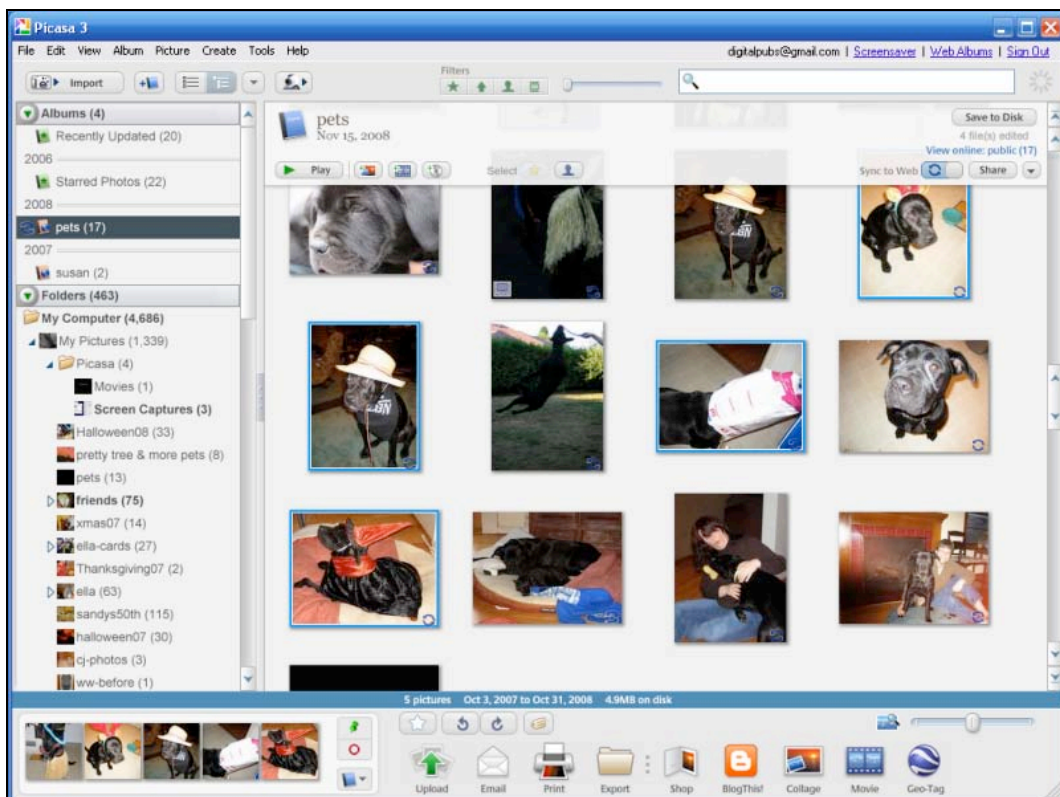 Picasa 3
File Edit View Album Picture Create Tools Help
digitalpubs@gmail.com | Screensaver | Web Albums | Sign Out
Import
Filters
Albums (4)
Recently Updated (20)
2006
Starred Photos (22)
2008
pets (17)
2007
susan (2)
Folders (463)
My Computer (4,686)
My Pictures (1,339)
Picasa (4)
Movies (1)
Screen Captures (3)
Halloween08 (33)
pretty tree & more pets (8)
pets (13)
friends (75)
xmas07 (14)
ella-cards (27)
Thanksgiving07 (2)
ella (63)
sandys50th (115)
halloween07 (30)
cj-photos (3)
ww-before (1)
pets
Nov 15, 2008
Save to Disk
4 file(s) edited
View online: public (17)
Play
Select
Sync to Web
Share
5 pictures Oct 3, 2007 to Oct 31, 2008 4.9MB on disk
Upload Email Print Export Shop BlogThis! Collage Movie Geo-Tag